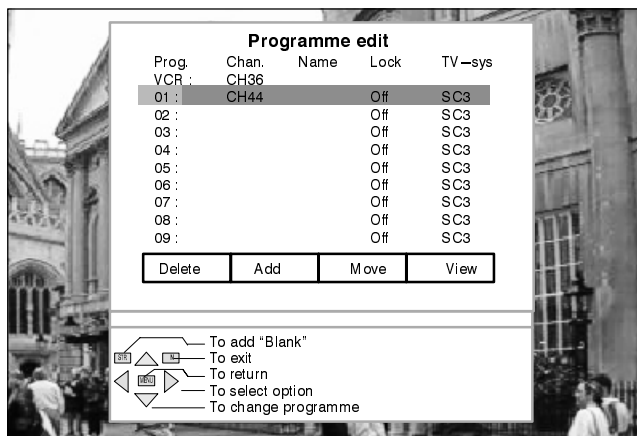 Programme edit
Prog. Chan. Name Lock TV-sys
VCR : CH36
01 : CH44 Off SC3
02 : Off SC3
03 : Off SC3
04 : Off SC3
05 : Off SC3
06 : Off SC3
07 : Off SC3
08 : Off SC3
09 : Off SC3
Delete Add Move View
To add “Blank”
STR N To exit
MENU To return
To select option
To change programme